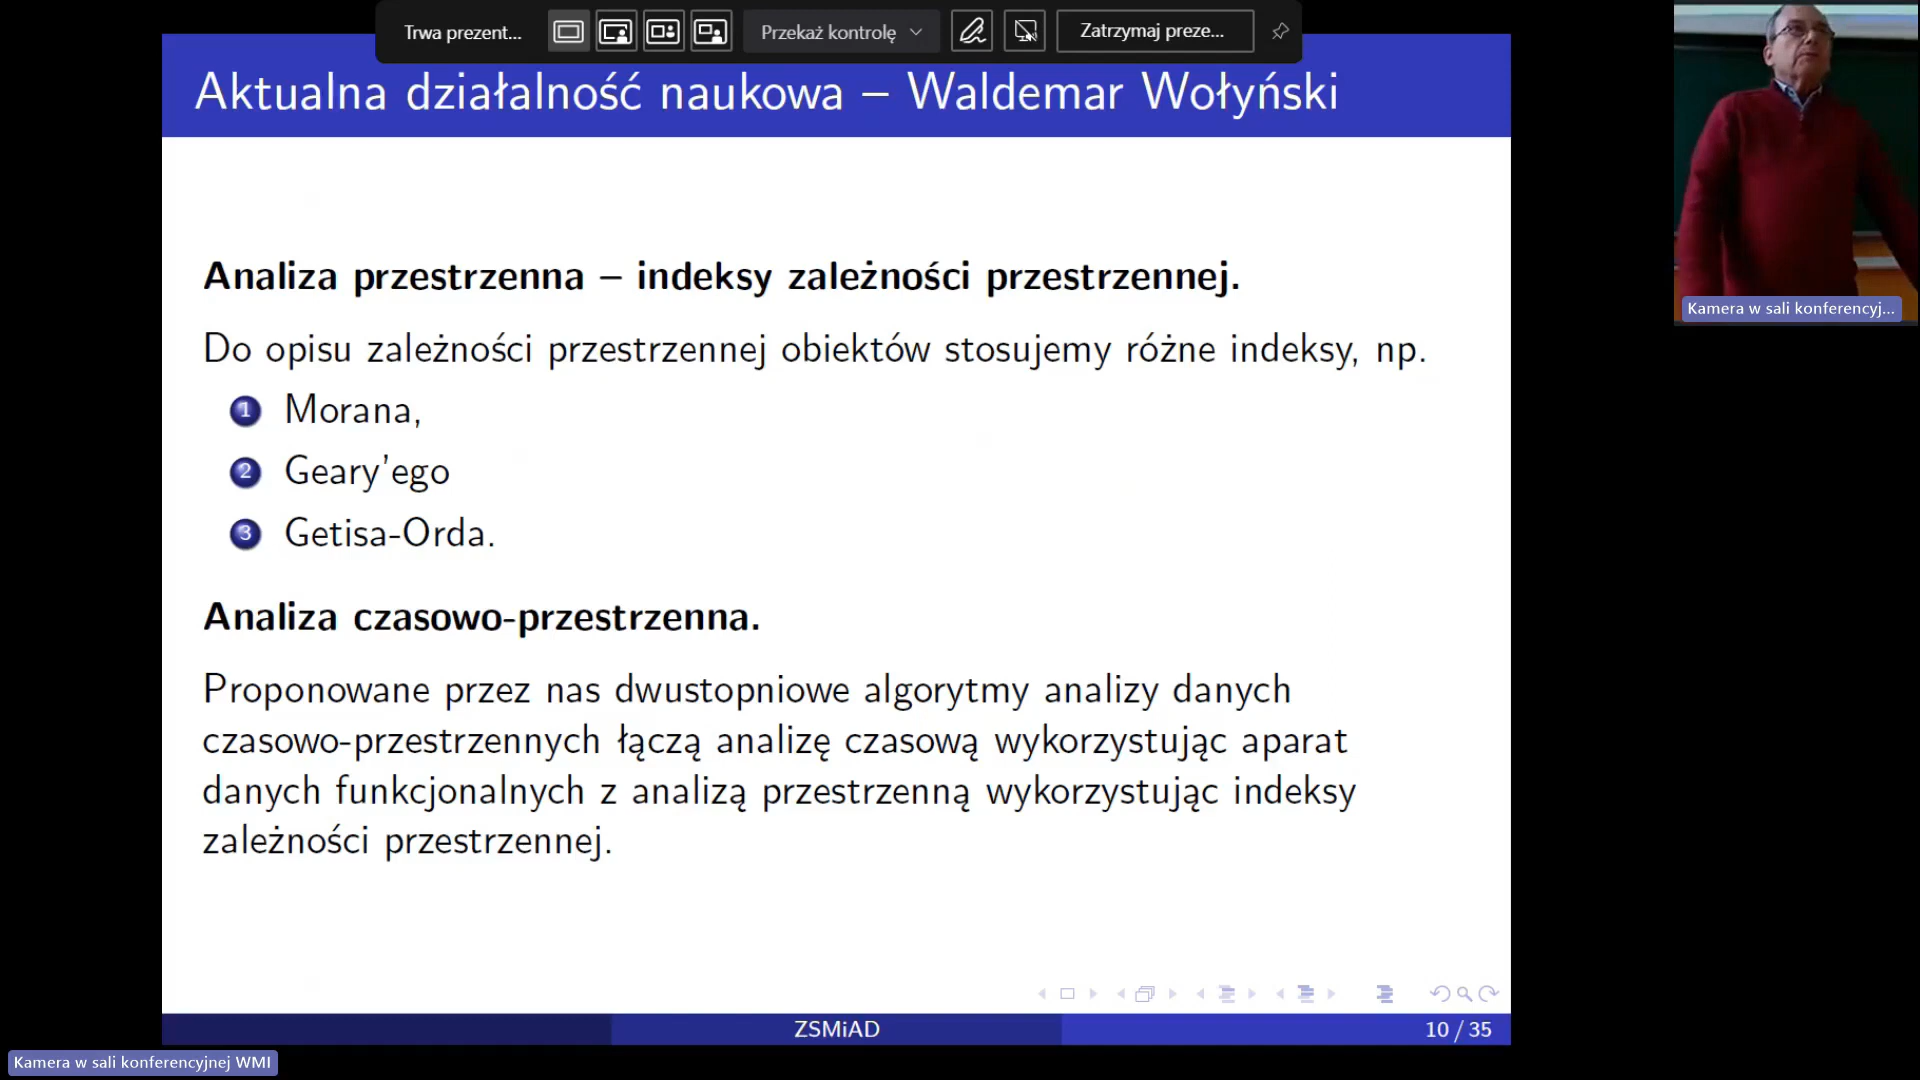 Trwa prezent...
Przekaż kontrolę
Zatrzymaj preze...
Aktualna działalność naukowa – Waldemar Wołyński
Analiza przestrzenna – indeksy zależności przestrzennej.
Do opisu zależności przestrzennej obiektów stosujemy różne indeksy, np.
1 Morana,
2 Geary'ego
3 Getisa-Orda.
Analiza czasowo-przestrzenna.
Proponowane przez nas dwustopniowe algorytmy analizy danych
czasowo-przestrzennych łączą analizę czasową wykorzystując aparat
danych funkcjonalnych z analizą przestrzenną wykorzystując indeksy
zależności przestrzennej.
ZSMiAD
10 / 35
Kamera w sali konferencyj...
Kamera w sali konferencyjnej WMI